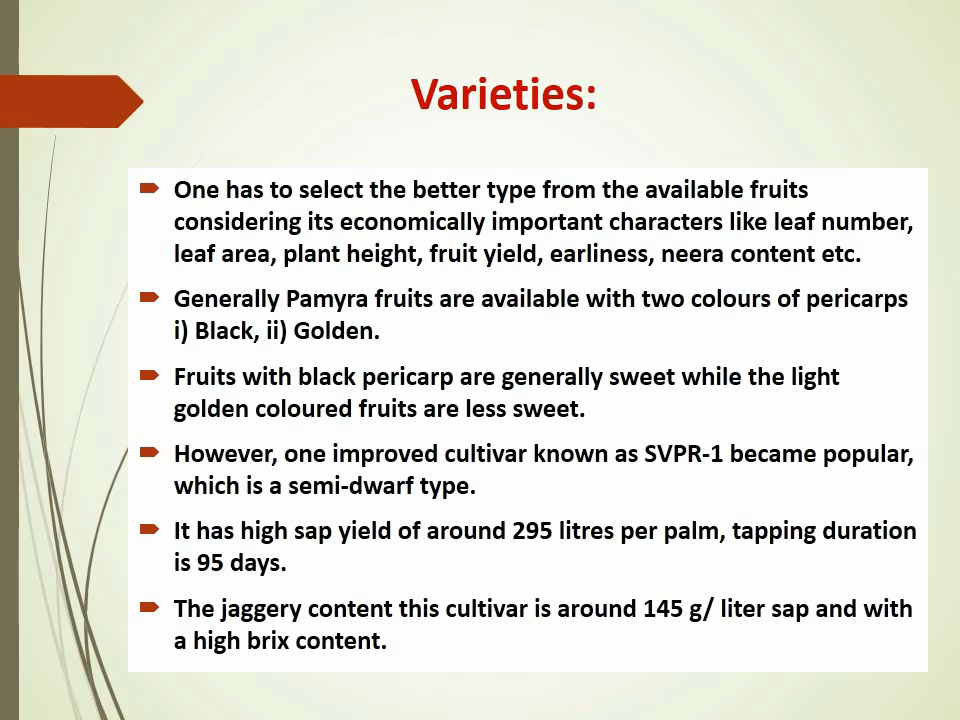 Varieties:
One has to select the better type from the available fruits
considering its economically important characters like leaf number,
leaf area, plant height, fruit yield, earliness, neera content etc.
Generally Pamyra fruits are available with two colours of pericarps
i) Black, ii) Golden.
Fruits with black pericarp are generally sweet while the light
golden coloured fruits are less sweet.
However, one improved cultivar known as SVPR-1 became popular,
which is a semi-dwarf type.
It has high sap yield of around 295 litres per palm, tapping duration
is 95 days.
The jaggery content this cultivar is around 145 g/ liter sap and with
a high brix content.